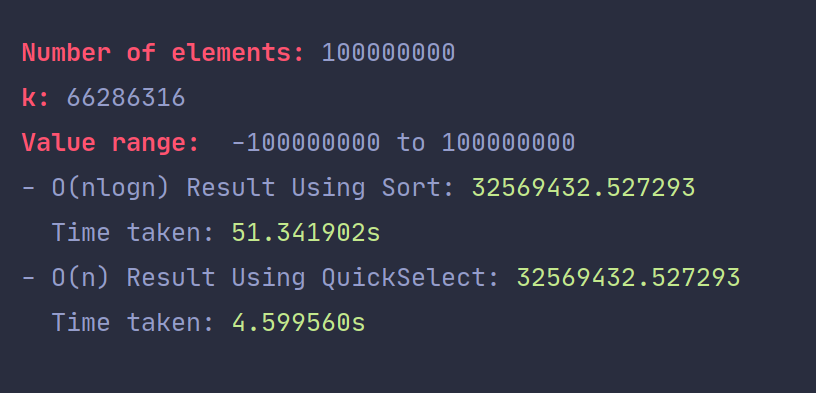 Number of elements: 100000000
k: 66286316
Value range:  -100000000 to 100000000
- O(nlogn) Result Using Sort: 32569432.527293
Time taken: 51.341902s
- O(n) Result Using QuickSelect: 32569432.527293
Time taken: 4.599560s